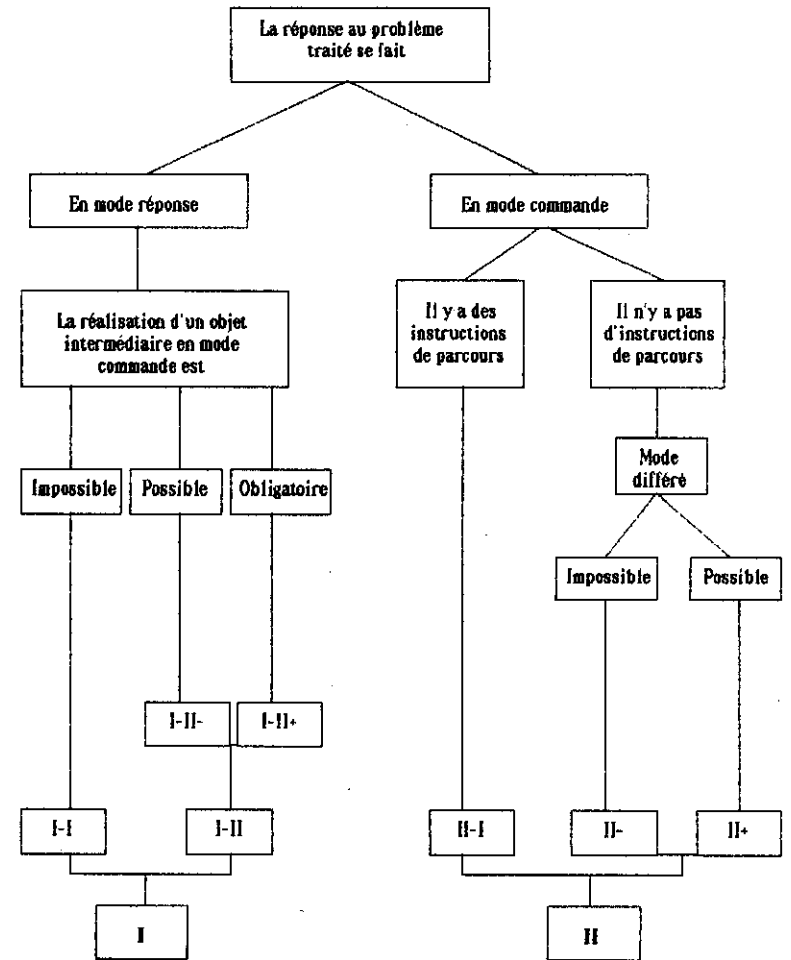 La réponse au problème
traité se fait
En mode réponse
En mode commande
La réalisation d'un objet
intermédiaire en mode
commande est
Il y a des
instructions
de parcours
Il n'y a pas
d'instructions
de parcours
Mode
différé
Impossible
Possible
Obligatoire
Impossible
Possible
I-II-
I-II+
I-I
I-II
II-I
II-
II+
I
II